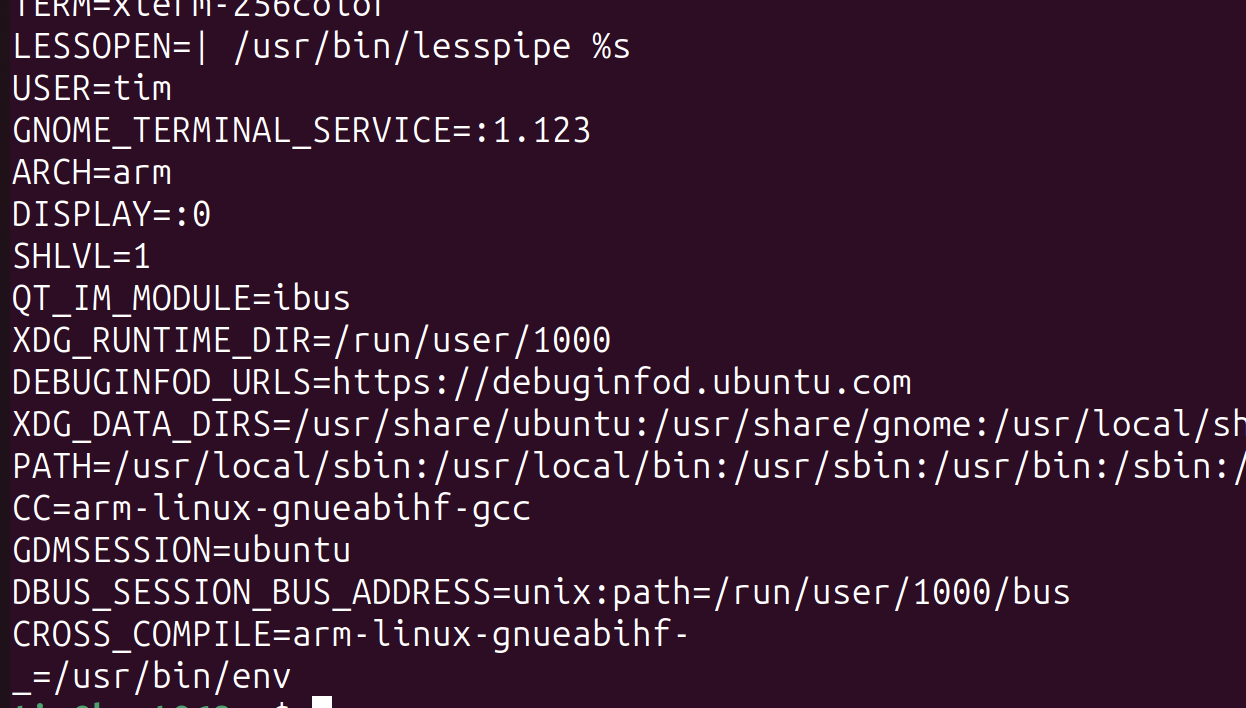 TERM=xterm-256color
LESSOPEN=| /usr/bin/lesspipe %s
USER=tim
GNOME_TERMINAL_SERVICE=:1.123
ARCH=arm
DISPLAY=:0
SHLVL=1
QT_IM_MODULE=ibus
XDG_RUNTIME_DIR=/run/user/1000
DEBUGINFOD_URLS=https://debuginfod.ubuntu.com
XDG_DATA_DIRS=/usr/share/ubuntu:/usr/share/gnome:/usr/local/sh
PATH=/usr/local/sbin:/usr/local/bin:/usr/sbin:/usr/bin:/sbin:/
CC=arm-linux-gnueabihf-gcc
GDMSESSION=ubuntu
DBUS_SESSION_BUS_ADDRESS=unix:path=/run/user/1000/bus
CROSS_COMPILE=arm-linux-gnueabihf-
_=/usr/bin/env